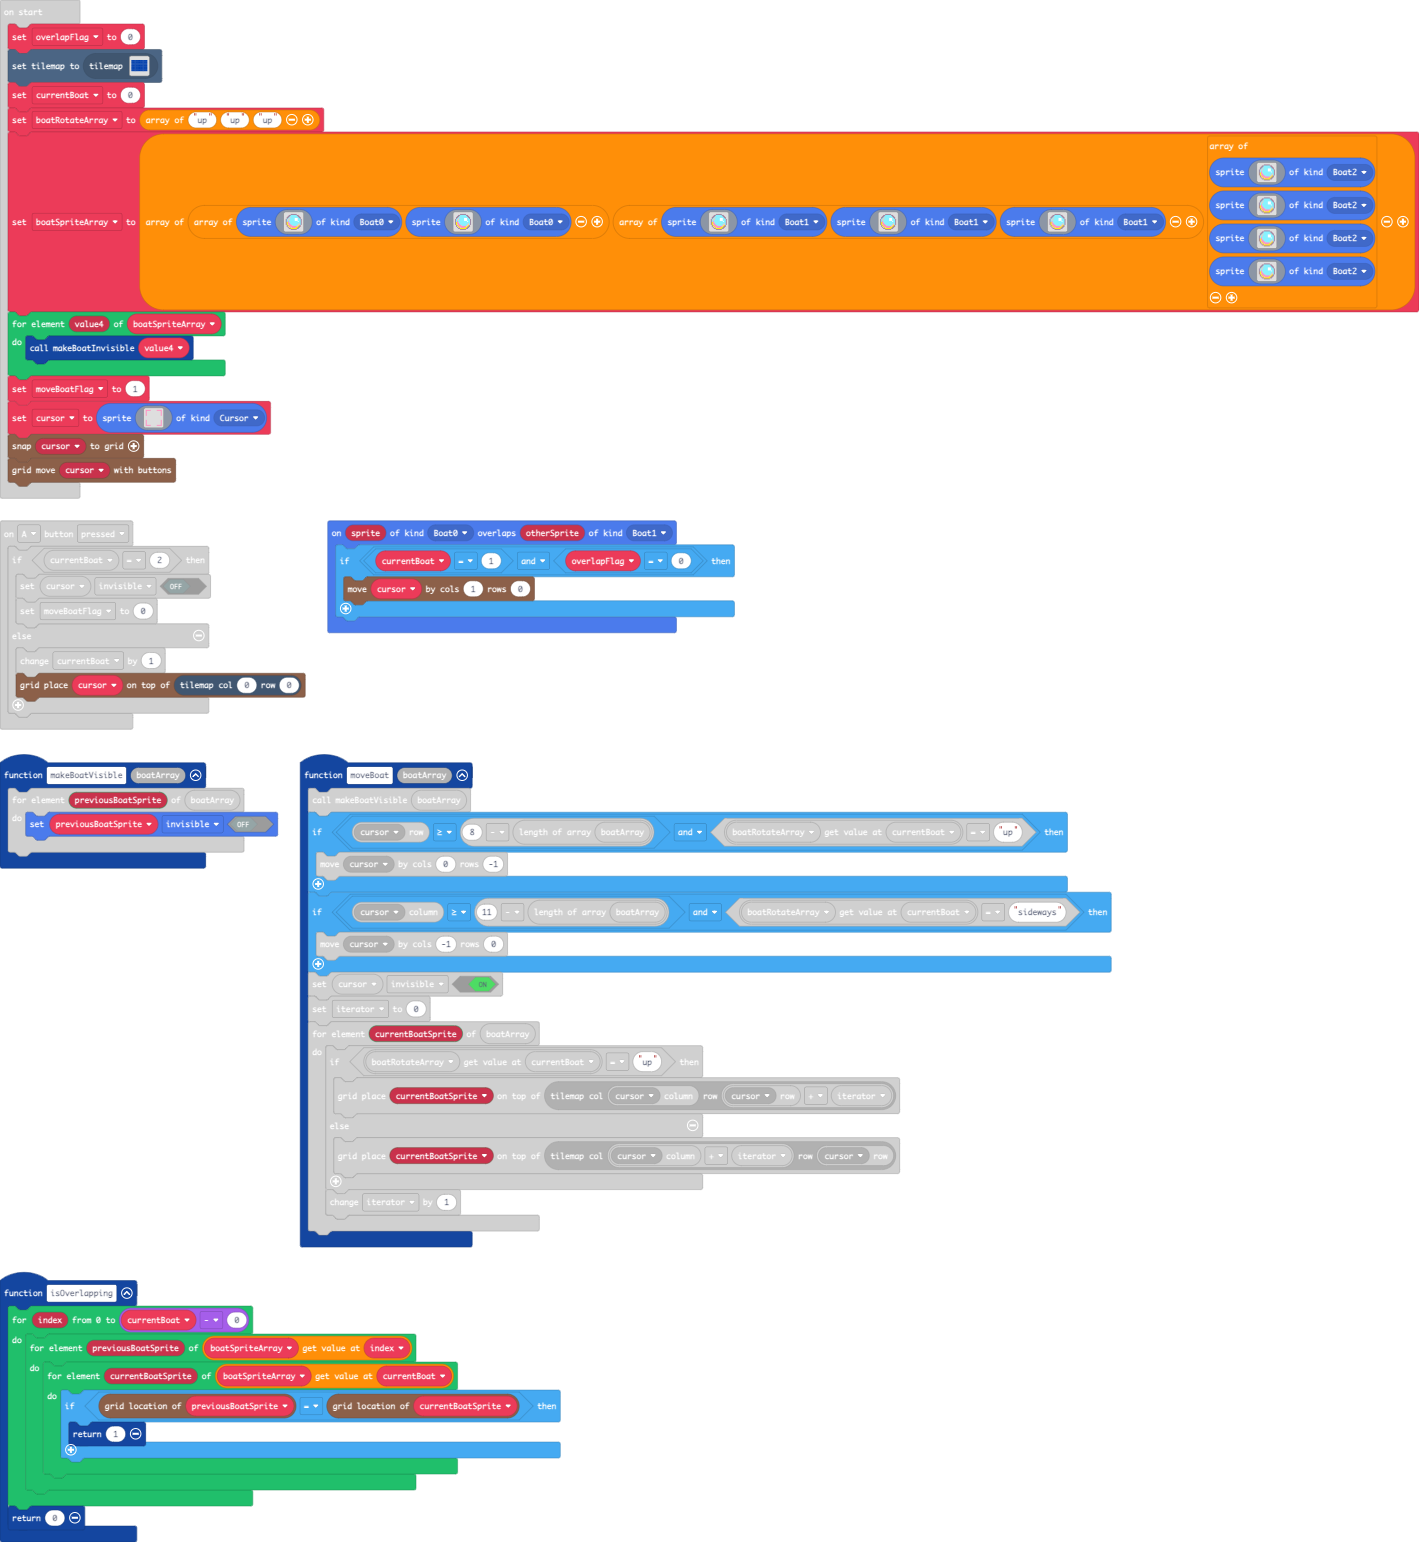 on start
set overlapFlag to 0
set tilemap to tilemap
set currentBoat to 0
set boatRotateArray to array of "up" "up" "up"
array of
sprite of kind Boat2
sprite of kind Boat2
set boatSpriteArray to array of array of sprite of kind Boat0 sprite of kind Boat0 array of sprite of kind Boat1 sprite of kind Boat1 sprite of kind Boat1
sprite of kind Boat2
sprite of kind Boat2
for element value4 of boatSpriteArray
do call makeBoatInvisible value4
set moveBoatFlag to 1
set cursor to sprite of kind Cursor
snap cursor to grid
grid move cursor with buttons
on A button pressed
if currentBoat = 2 then
set cursor invisible OFF
set moveBoatFlag to 0
else
change currentBoat by 1
grid place cursor on top of tilemap col 0 row 0
on sprite of kind Boat0 overlaps otherSprite of kind Boat1
if currentBoat = 1 and overlapFlag = 0 then
move cursor by cols 1 rows 0
function makeBoatVisible boatArray
for element previousBoatSprite of boatArray
do set previousBoatSprite invisible OFF
function moveBoat boatArray
call makeBoatVisible boatArray
if cursor row ≥ 8 - length of array boatArray and boatRotateArray get value at currentBoat = "up" then
move cursor by cols 0 rows -1
if cursor column ≥ 11 - length of array boatArray and boatRotateArray get value at currentBoat = "sideways" then
move cursor by cols -1 rows 0
set cursor invisible ON
set iterator to 0
for element currentBoatSprite of boatArray
do if boatRotateArray get value at currentBoat = "up" then
grid place currentBoatSprite on top of tilemap col cursor column row cursor row + iterator
else
grid place currentBoatSprite on top of tilemap col cursor column + iterator row cursor row
change iterator by 1
function isOverlapping
for index from 0 to currentBoat - 0
do for element previousBoatSprite of boatSpriteArray get value at index
do for element currentBoatSprite of boatSpriteArray get value at currentBoat
do if grid location of previousBoatSprite = grid location of currentBoatSprite then
return 1
return 0